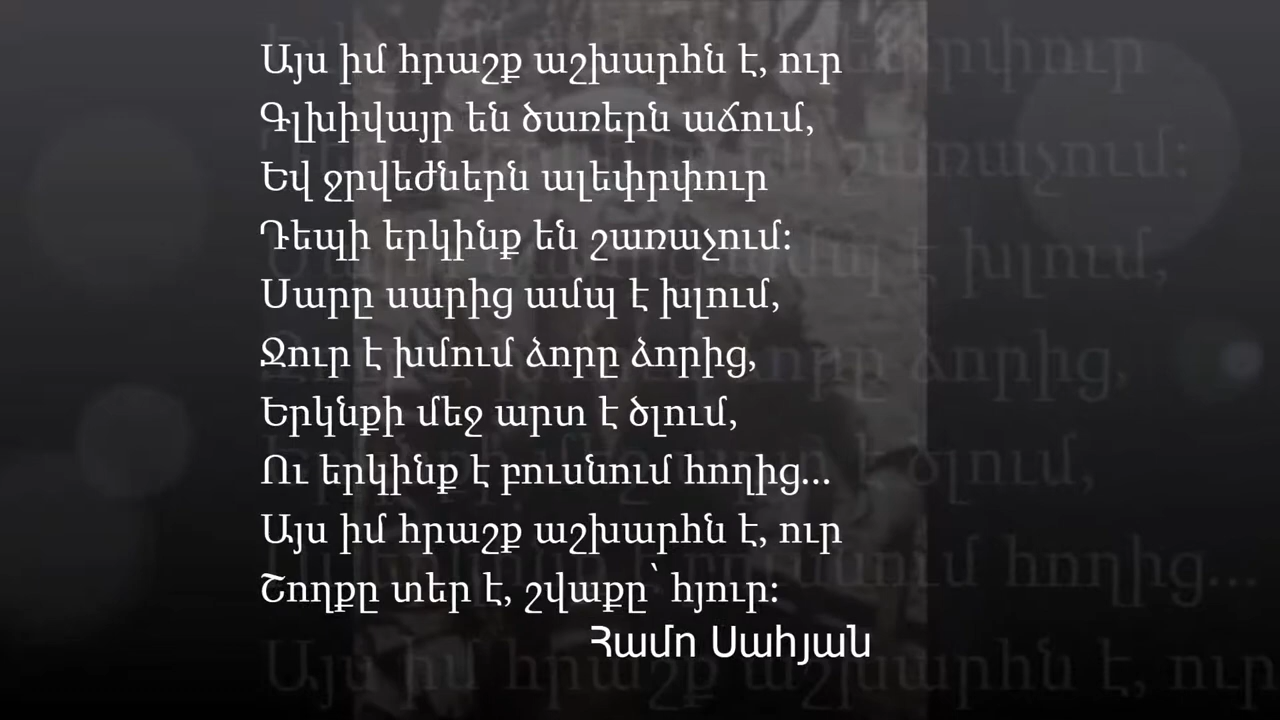 Այս իմ հրաշք աշխարհն է, ուր
Գլխիվայր են ծառերն աճում,
Եվ ջրվեժներն ալեփրփուր
Դեպի երկինք են շառաչում:
Սարը սարից ամպ է խլում,
Ջուր է խմում ձորը ձորից,
Երկնքի մեջ արտ է ծլում,
Ու երկինք է բուսնում հողից...
Այս իմ հրաշք աշխարհն է, ուր
Շողքը տեր է, շվաքը՝ հյուր:
Համո Սահյան